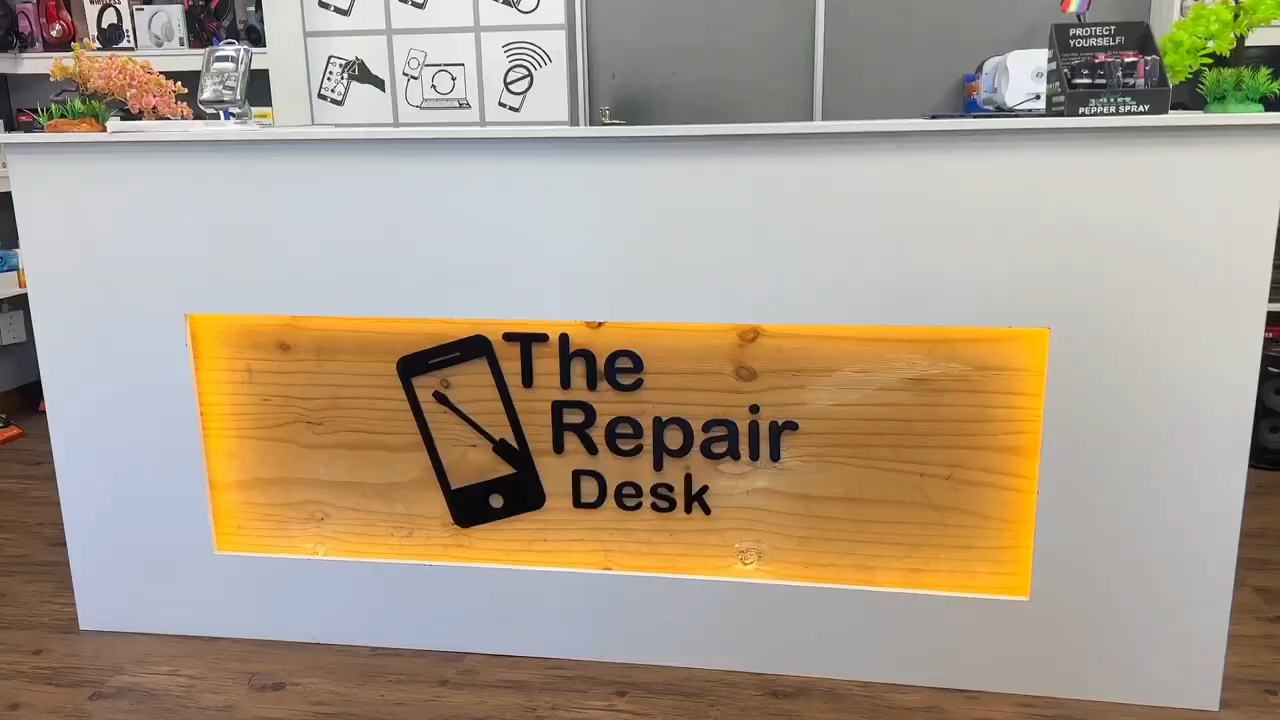 WIRELESS
PROTECT
YOURSELF!
PEPPER SPRAY
The
Repair
Desk